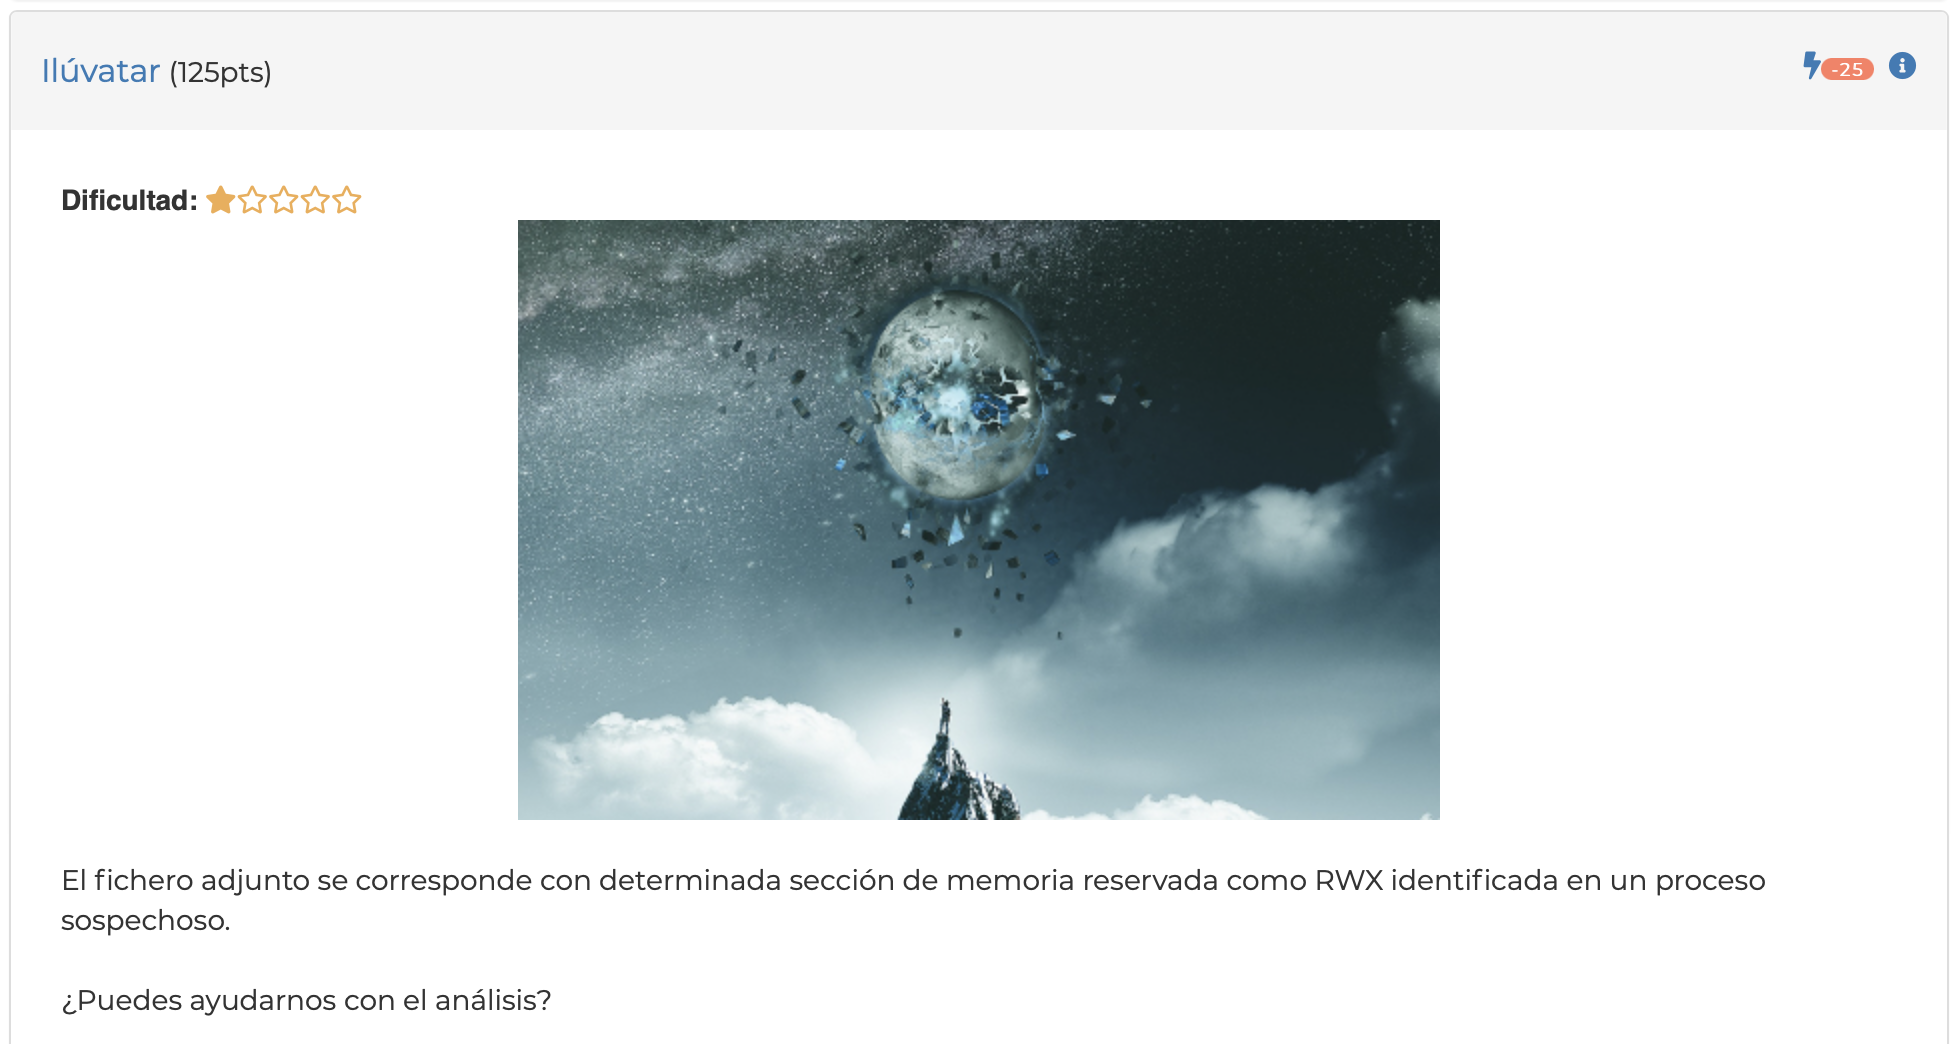 Ilúvatar (125pts)
-25
Dificultad:
El fichero adjunto se corresponde con determinada sección de memoria reservada como RWX identificada en un proceso
sospechoso.
¿Puedes ayudarnos con el análisis?